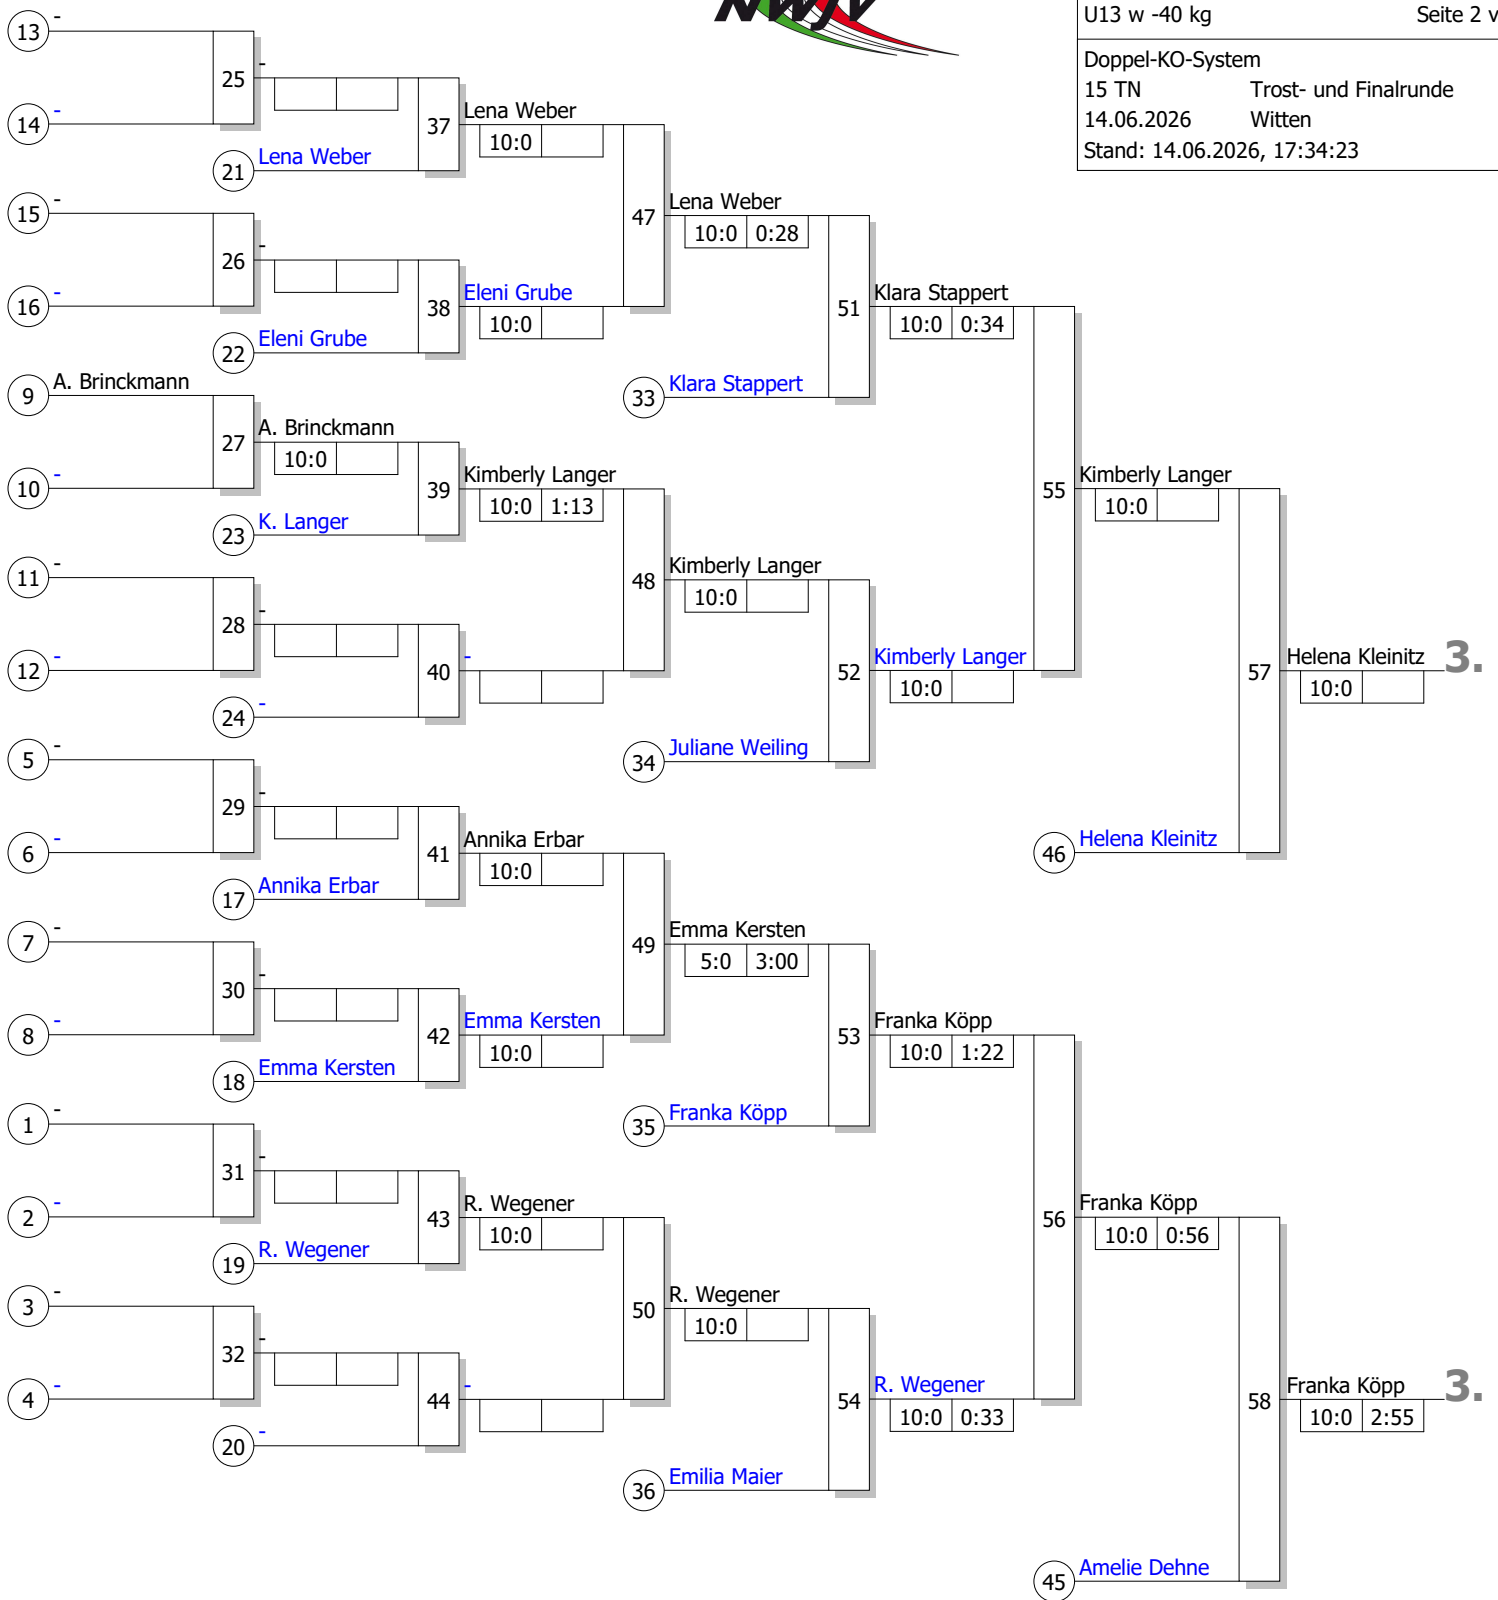 NWJV
U13 w -40 kg Seite 2 v
Doppel-KO-System
15 TN Trost- und Finalrunde
14.06.2026 Witten
Stand: 14.06.2026, 17:34:23
13 -
25 -
14 -
37 Lena Weber
10:0
21 Lena Weber
47 Lena Weber
10:0 0:28
15 -
26 -
16 -
38 Eleni Grube
10:0
22 Eleni Grube
51 Klara Stappert
10:0 0:34
33 Klara Stappert
9 A. Brinckmann
27 A. Brinckmann
10:0
10 -
39 Kimberly Langer
10:0 1:13
23 K. Langer
55 Kimberly Langer
10:0
11 -
28 -
12 -
48 Kimberly Langer
10:0
40 -
24 -
52 Kimberly Langer
10:0
34 Juliane Weiling
57 Helena Kleinitz 3.
10:0
46 Helena Kleinitz
5 -
29 -
6 -
41 Annika Erbar
10:0
17 Annika Erbar
49 Emma Kersten
5:0 3:00
7 -
30 -
8 -
42 Emma Kersten
10:0
18 Emma Kersten
53 Franka Köpp
10:0 1:22
35 Franka Köpp
1 -
31 -
2 -
43 R. Wegener
10:0
19 R. Wegener
56 Franka Köpp
10:0 0:56
3 -
32 -
4 -
50 R. Wegener
10:0
44 -
20 -
54 R. Wegener
10:0 0:33
36 Emilia Maier
58 Franka Köpp 3.
10:0 2:55
45 Amelie Dehne